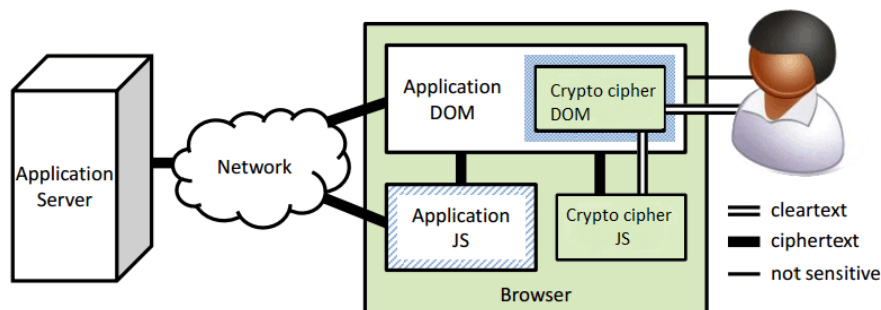 Application
Server
Network
Application
DOM
Crypto cipher
DOM
Application
JS
Crypto cipher
JS
Browser
cleartext
ciphertext
not sensitive